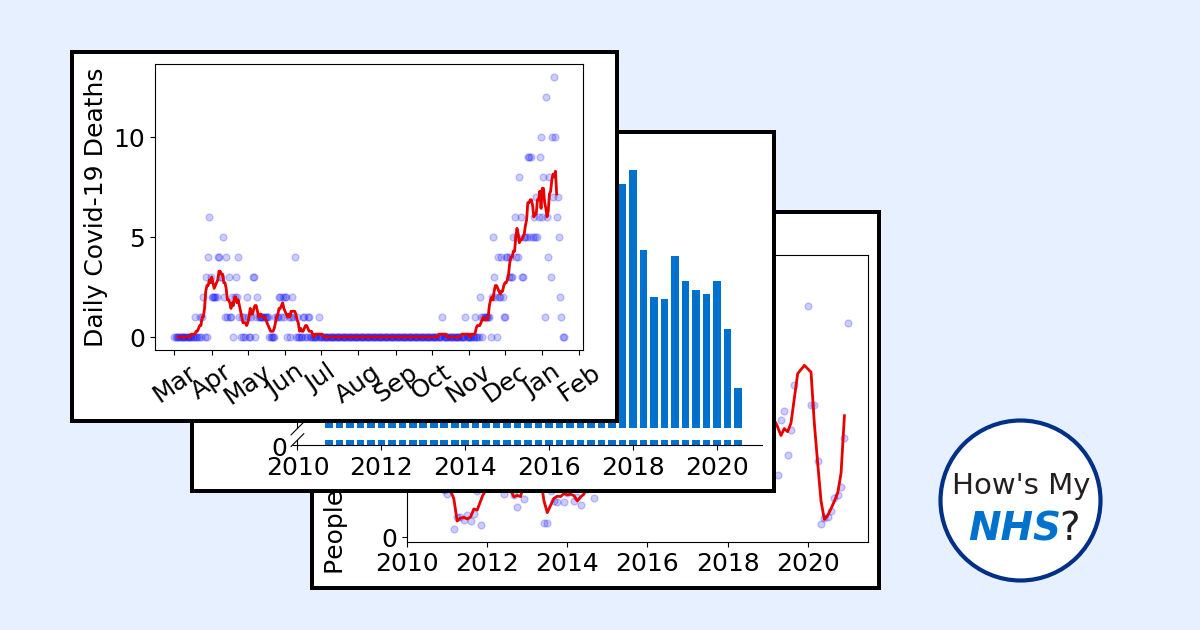 Daily Covid-19 Deaths
10
5
0
Mar Apr May Jun Jul Aug Sep Oct Nov Dec Jan Feb
0
2010 2012 2014 2016 2018 2020
People
0
2010 2012 2014 2016 2018 2020
How's My
NHS?